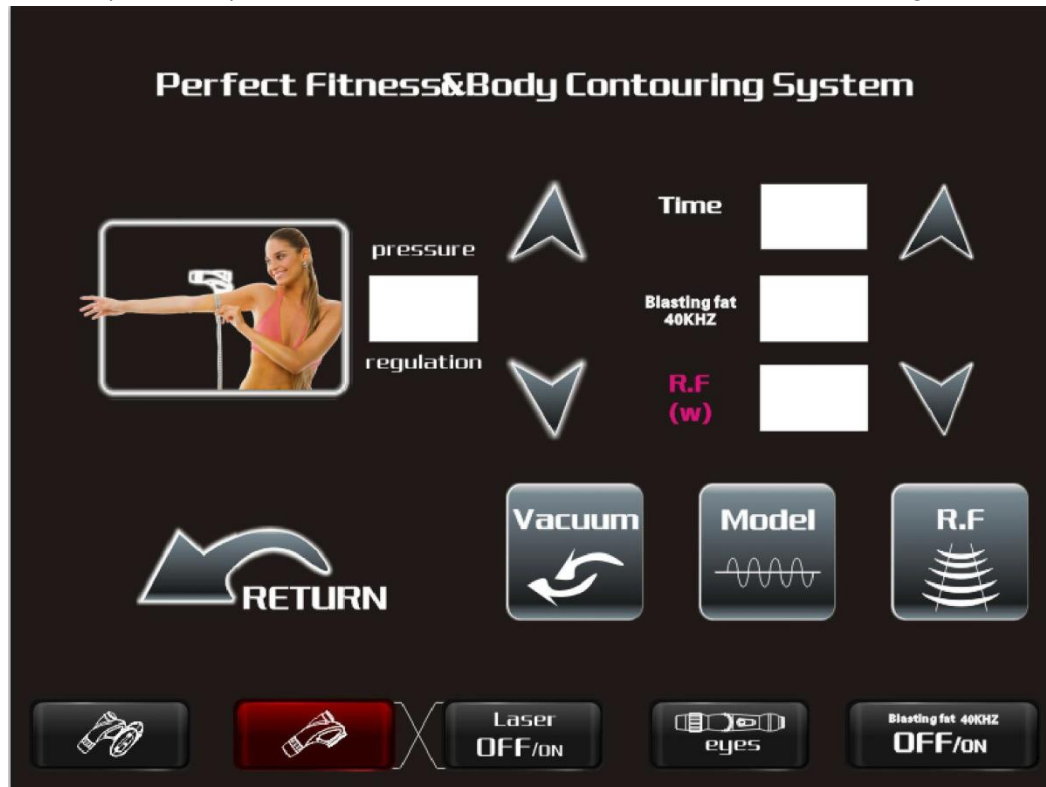 Perfect Fitness&Body Contouring System
pressure
regulation
Time
Blasting fat
40KHZ
R.F
(w)
Vacuum
Model
R.F
RETURN
Laser
OFF/ON
eyes
Blasting fat 40KHZ
OFF/ON